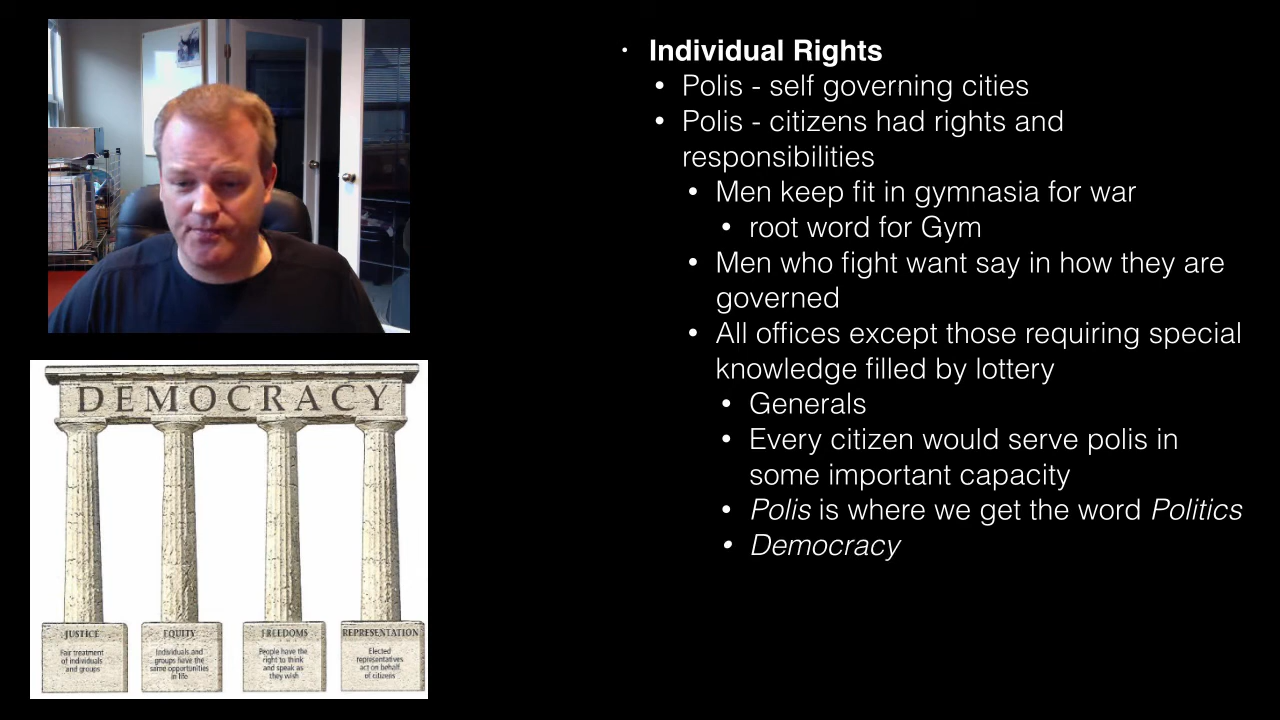 • Individual Rights
• Polis - self governing cities
• Polis - citizens had rights and
responsibilities
• Men keep fit in gymnasia for war
• root word for Gym
• Men who fight want say in how they are
governed
• All offices except those requiring special
knowledge filled by lottery
• Generals
• Every citizen would serve polis in
some important capacity
• Polis is where we get the word Politics
• Democracy
DEMOCRACY
JUSTICE
Fair treatment
of individuals
and groups
EQUITY
Individuals and
groups have the
same opportunities
in life
FREEDOMS
People have the
right to think
and speak as
they wish
REPRESENTATION
Elected
representatives
act on behalf
of citizens